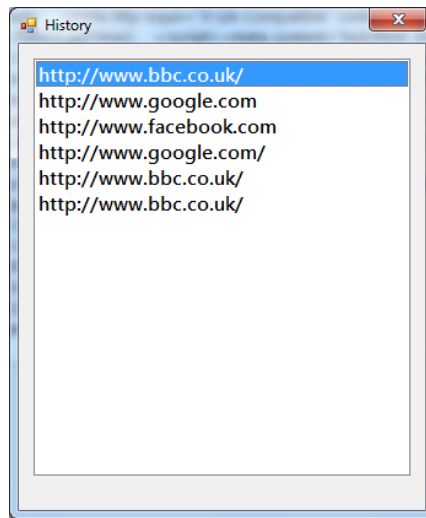 History
http://www.bbc.co.uk/
http://www.google.com
http://www.facebook.com
http://www.google.com/
http://www.bbc.co.uk/
http://www.bbc.co.uk/